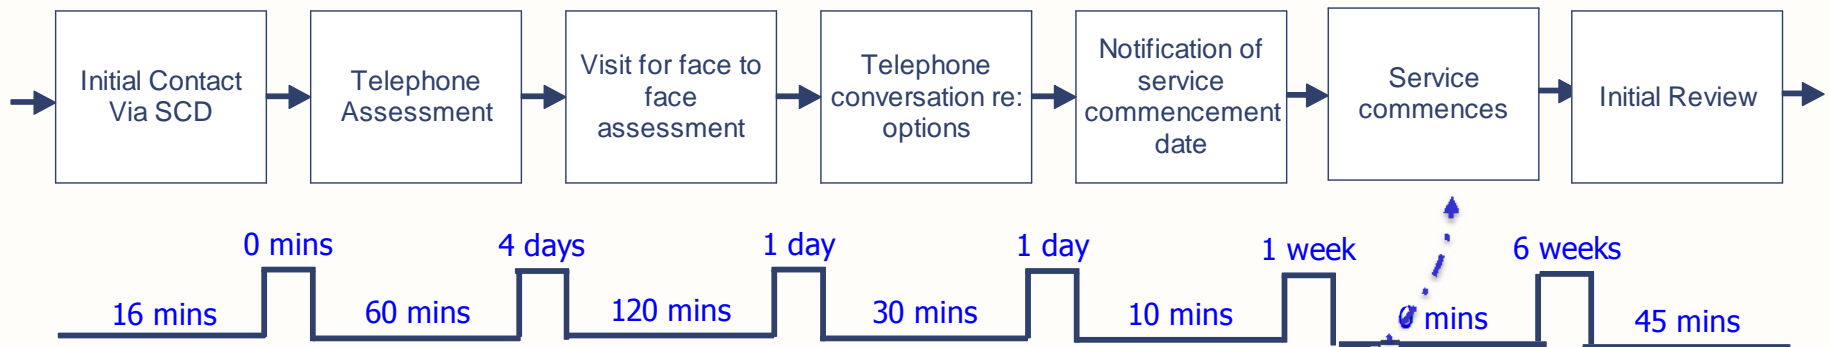 Initial Contact
Via SCD
Telephone
Assessment
Visit for face to
face
assessment
Telephone
conversation re:
options
Notification of
service
commencement
date
Service
commences
Initial Review
0 mins
4 days
1 day
1 day
1 week
6 weeks
16 mins
60 mins
120 mins
30 mins
10 mins
mins
45 mins